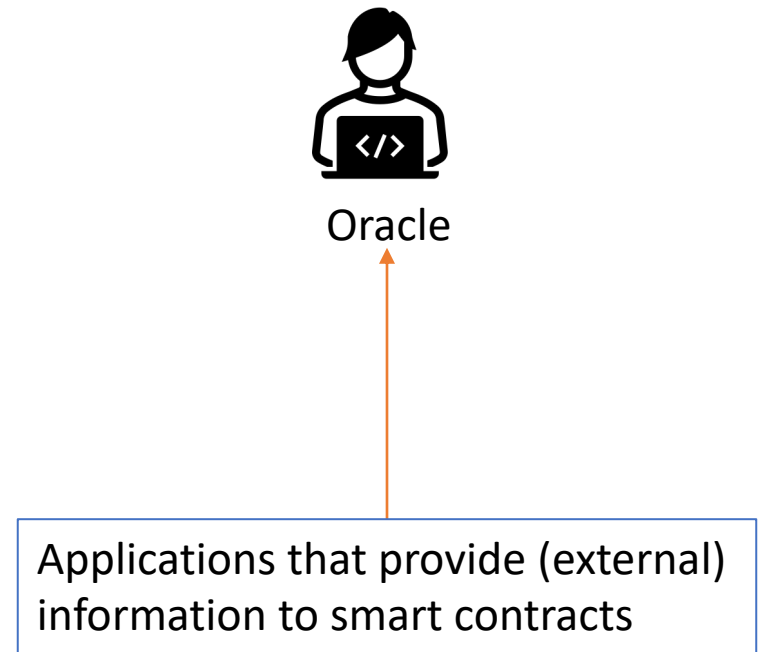 </>
Oracle
Applications that provide (external)
information to smart contracts